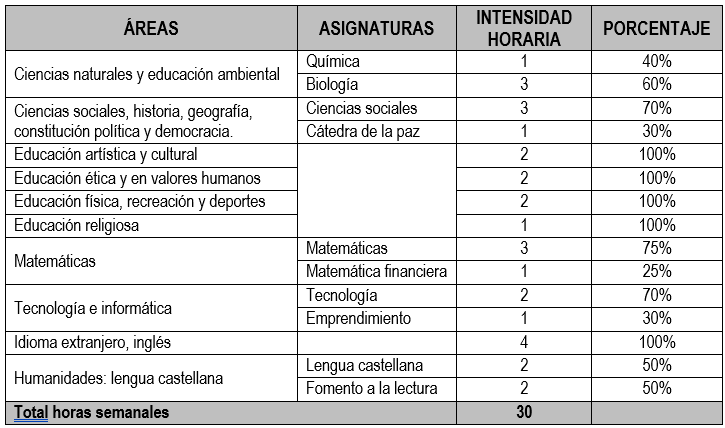 ÁREAS ASIGNATURAS INTENSIDAD HORARIA PORCENTAJE
Ciencias naturales y educación ambiental Química 1 40%
Biología 3 60%
Ciencias sociales, historia, geografía, constitución política y democracia. Ciencias sociales 3 70%
Cátedra de la paz 1 30%
Educación artística y cultural 2 100%
Educación ética y en valores humanos 2 100%
Educación física, recreación y deportes 2 100%
Educación religiosa 1 100%
Matemáticas Matemáticas 3 75%
Matemática financiera 1 25%
Tecnología e informática Tecnología 2 70%
Emprendimiento 1 30%
Idioma extranjero, inglés 4 100%
Humanidades: lengua castellana Lengua castellana 2 50%
Fomento a la lectura 2 50%
Total horas semanales 30